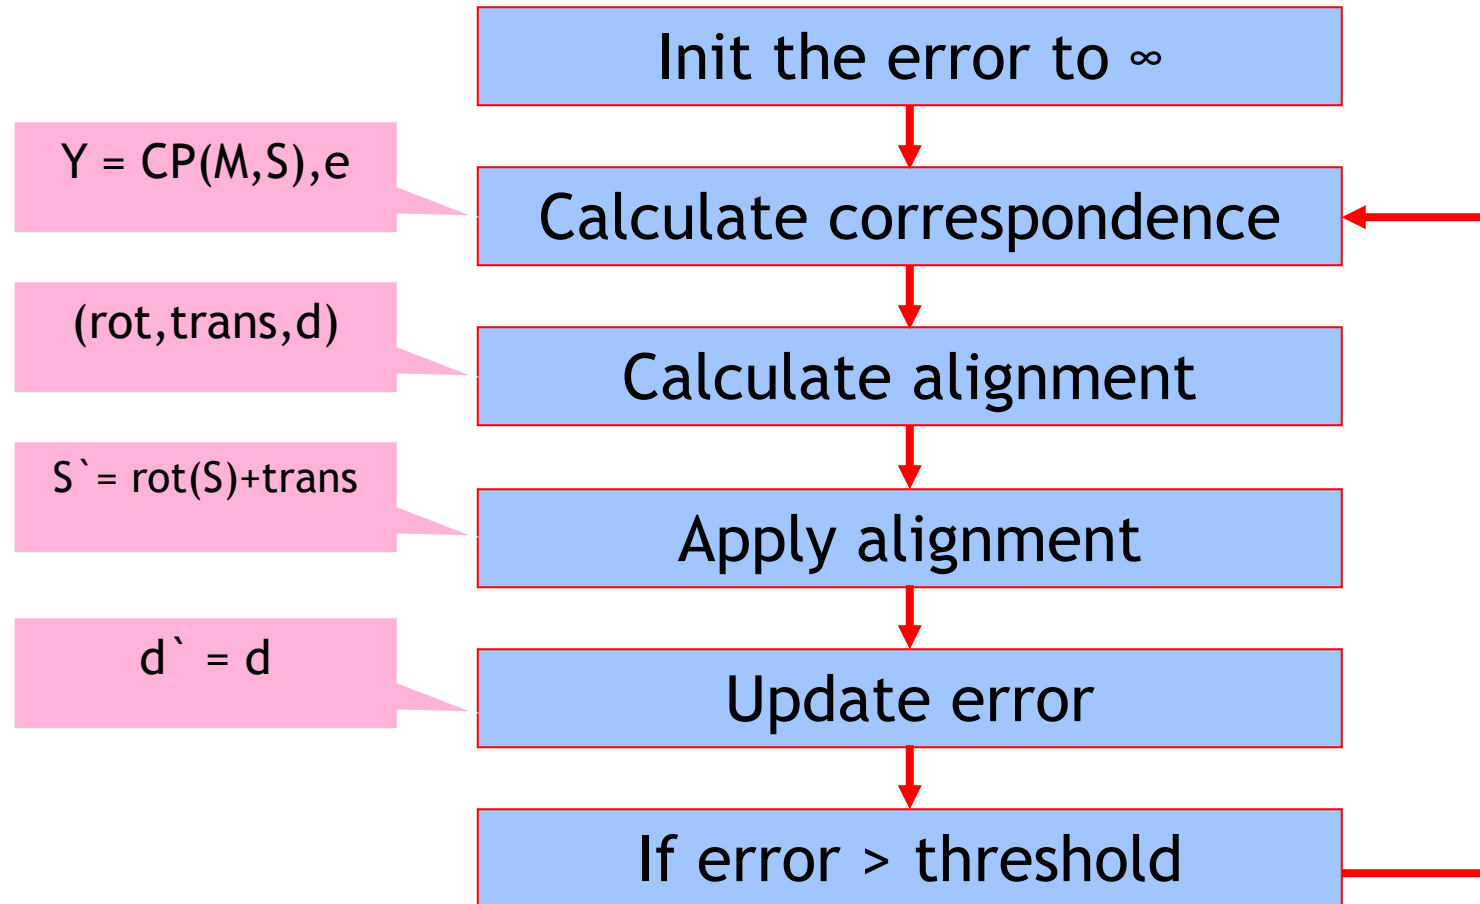 Init the error to ∞
Y = CP(M,S),e
Calculate correspondence
(rot,trans,d)
Calculate alignment
S`= rot(S)+trans
Apply alignment
d` = d
Update error
If error > threshold